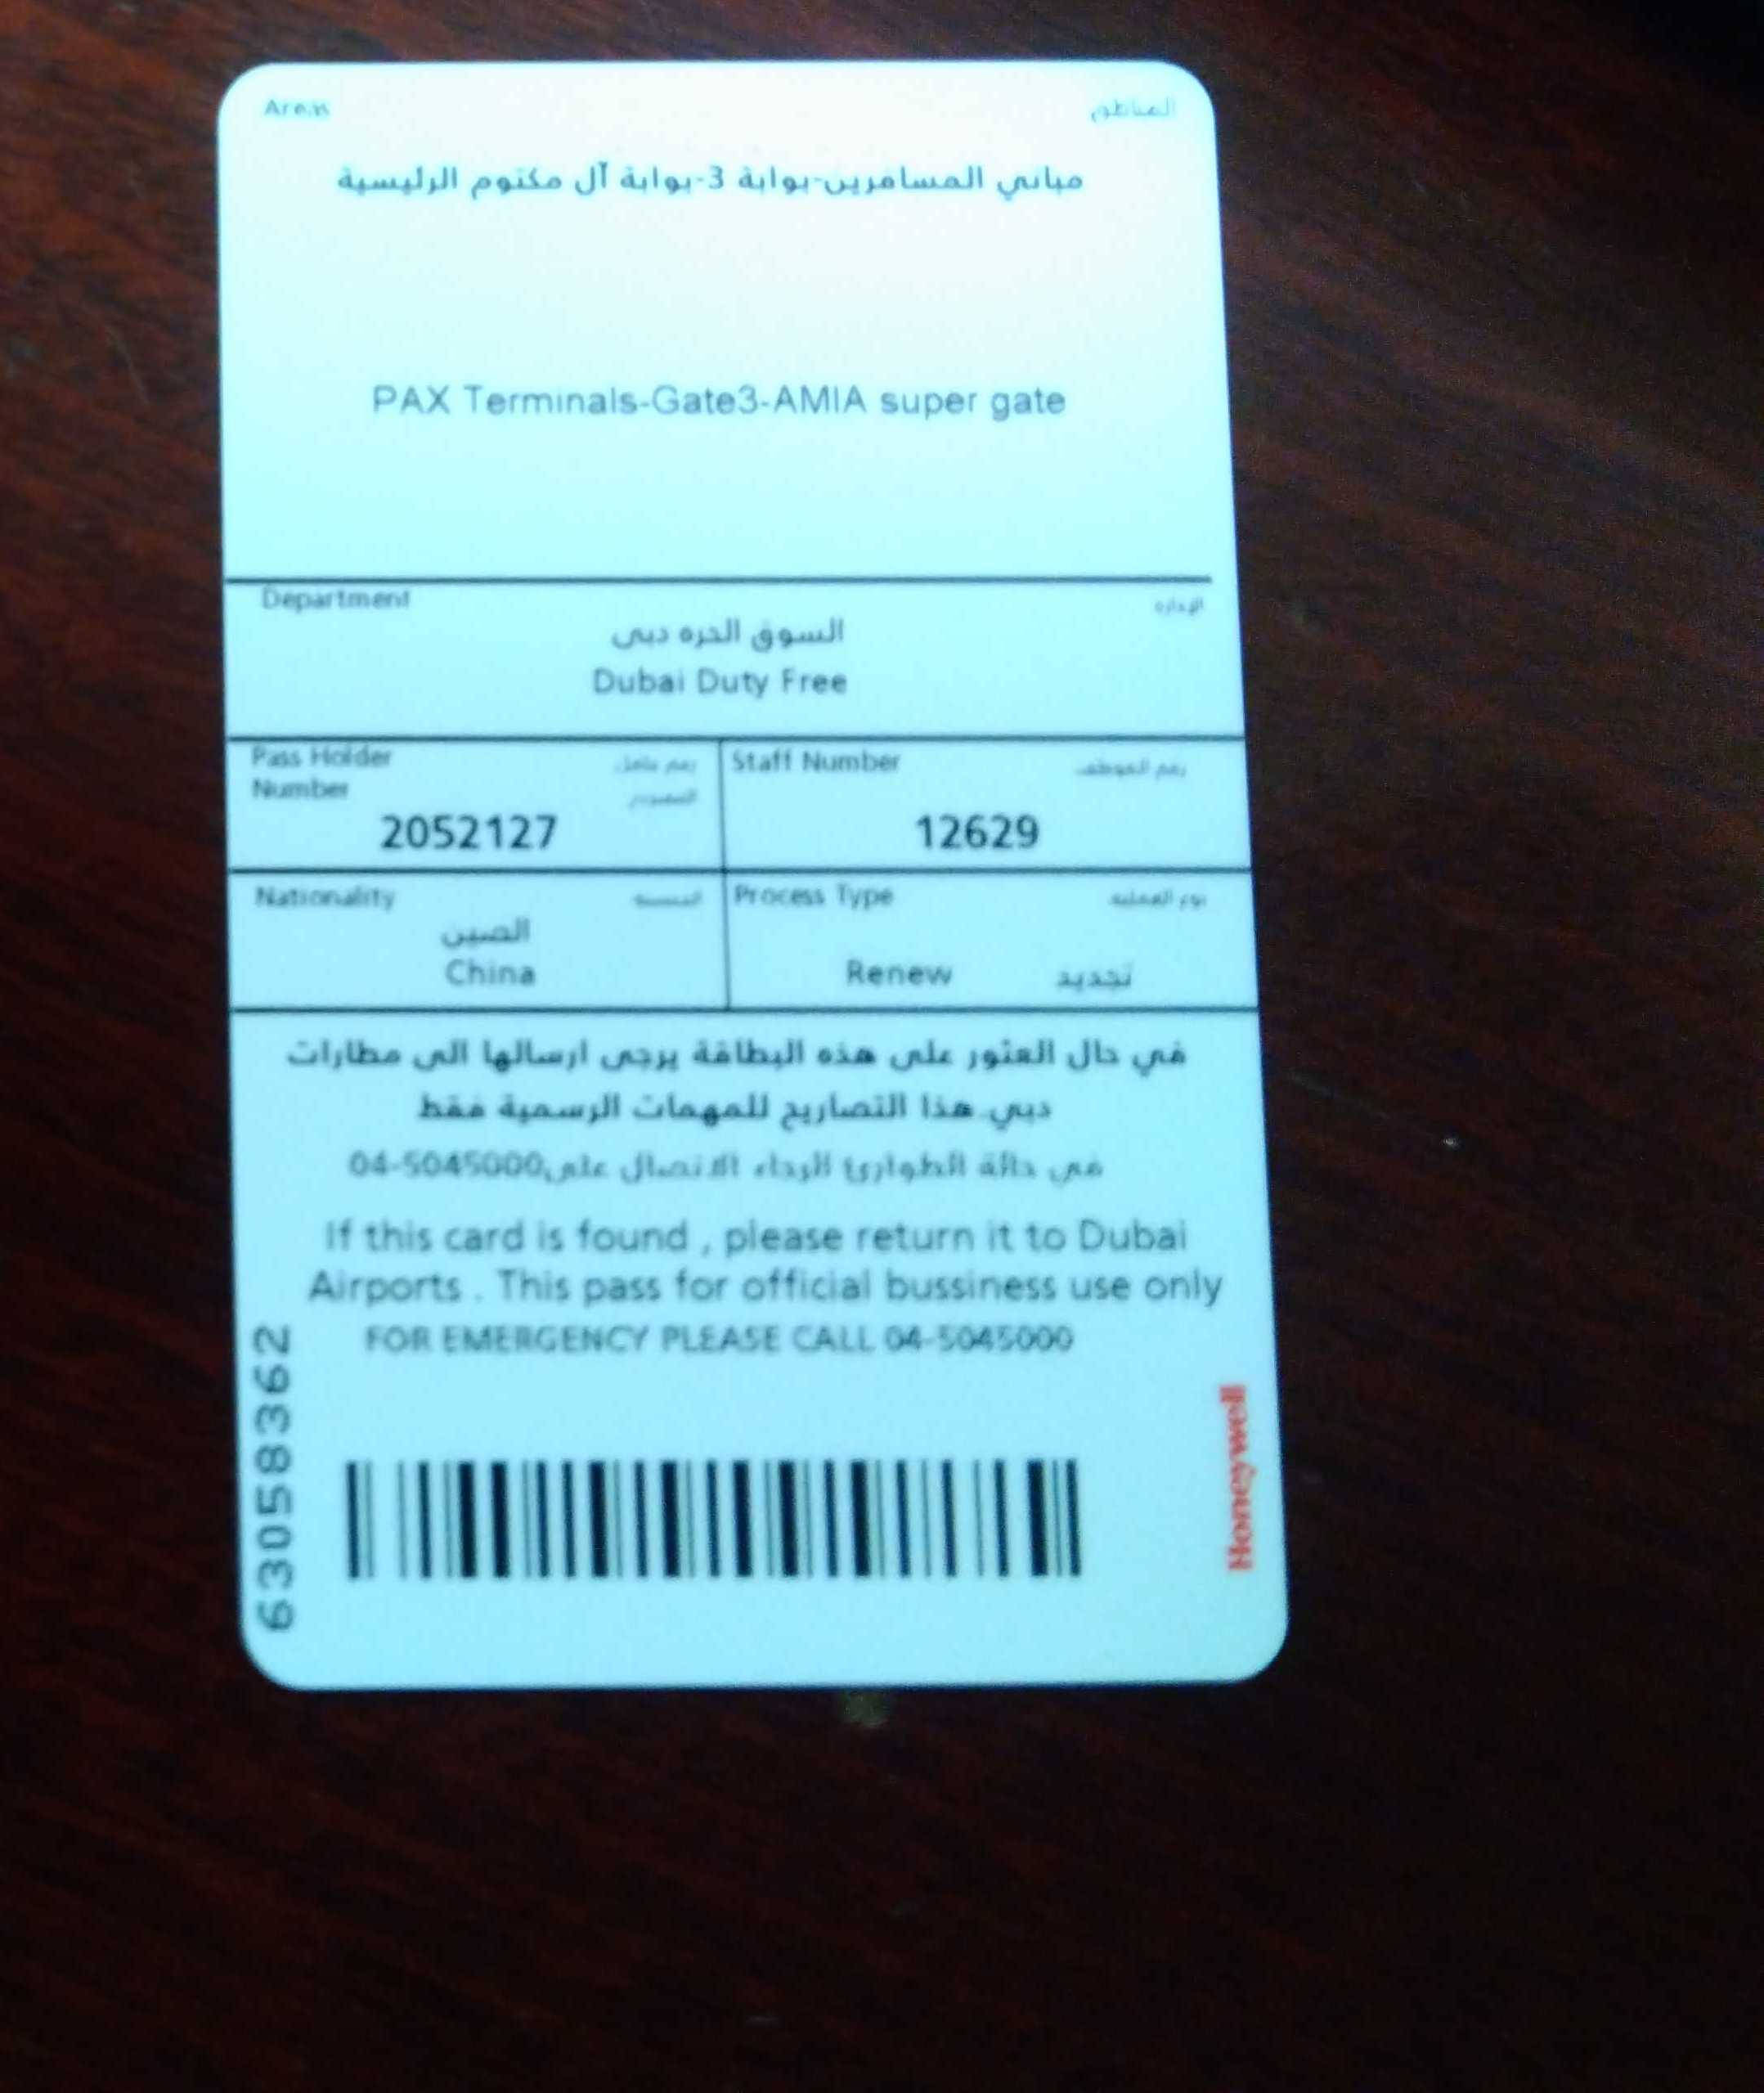 Areas المناطق
مباني المسافرين-بوابة 3-بوابة آل مكتوم الرئيسية
PAX Terminals-Gate3-AMIA super gate
Department الإدارة
السوق الحره دبى
Dubai Duty Free
Pass Holder رقم حامل
Number التصريح
2052127
Staff Number رقم الموظف
12629
Nationality الجنسية
الصين
China
Process Type نوع العملية
Renew تجديد
في حال العثور على هذه البطاقة يرجى ارسالها الى مطارات
دبي. هذا التصاريح للمهمات الرسمية فقط
في حالة الطوارئ الرجاء الاتصال على04-5045000
If this card is found , please return it to Dubai
Airports . This pass for official bussiness use only
FOR EMERGENCY PLEASE CALL 04-5045000
63058362
Honeywell